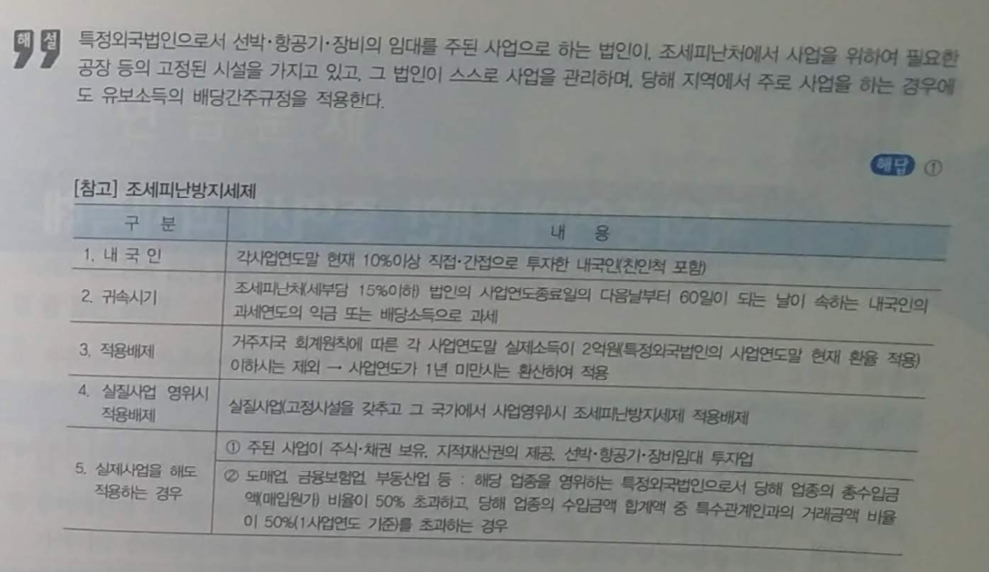 해설
특정외국법인으로서 선박·항공기·장비의 임대를 주된 사업으로 하는 법인이, 조세피난처에서 사업을 위하여 필요한
공장 등의 고정된 시설을 가지고 있고, 그 법인이 스스로 사업을 관리하며, 당해 지역에서 주로 사업을 하는 경우에
도 유보소득의 배당간주규정을 적용한다.
해답 ①
[참고] 조세피난방지세제
구 분 내 용
1. 내 국 인 각사업연도말 현재 10%이상 직접·간접으로 투자한 내국인(친인척 포함)
2. 귀속시기 조세피난처(세부담 15%이하) 법인의 사업연도종료일의 다음날부터 60일이 되는 날이 속하는 내국인의
과세연도의 익금 또는 배당소득으로 과세
3. 적용배제 거주지국 회계원칙에 따른 각 사업연도말 실제소득이 2억원(특정외국법인의 사업연도말 현재 환율 적용)
이하시는 제외 → 사업연도가 1년 미만시는 환산하여 적용
4. 실질사업 영위시
적용배제 실질사업(고정시설을 갖추고 그 국가에서 사업영위)시 조세피난방지세제 적용배제
5. 실제사업을 해도
적용하는 경우 ① 주된 사업이 주식·채권 보유, 지적재산권의 제공, 선박·항공기·장비임대 투자업
② 도매업, 금융보험업, 부동산업 등 : 해당 업종을 영위하는 특정외국법인으로서 당해 업종의 총수입금
액(매입원가) 비율이 50% 초과하고, 당해 업종의 수입금액 합계액 중 특수관계인과의 거래금액 비율
이 50%(1사업연도 기준)를 초과하는 경우